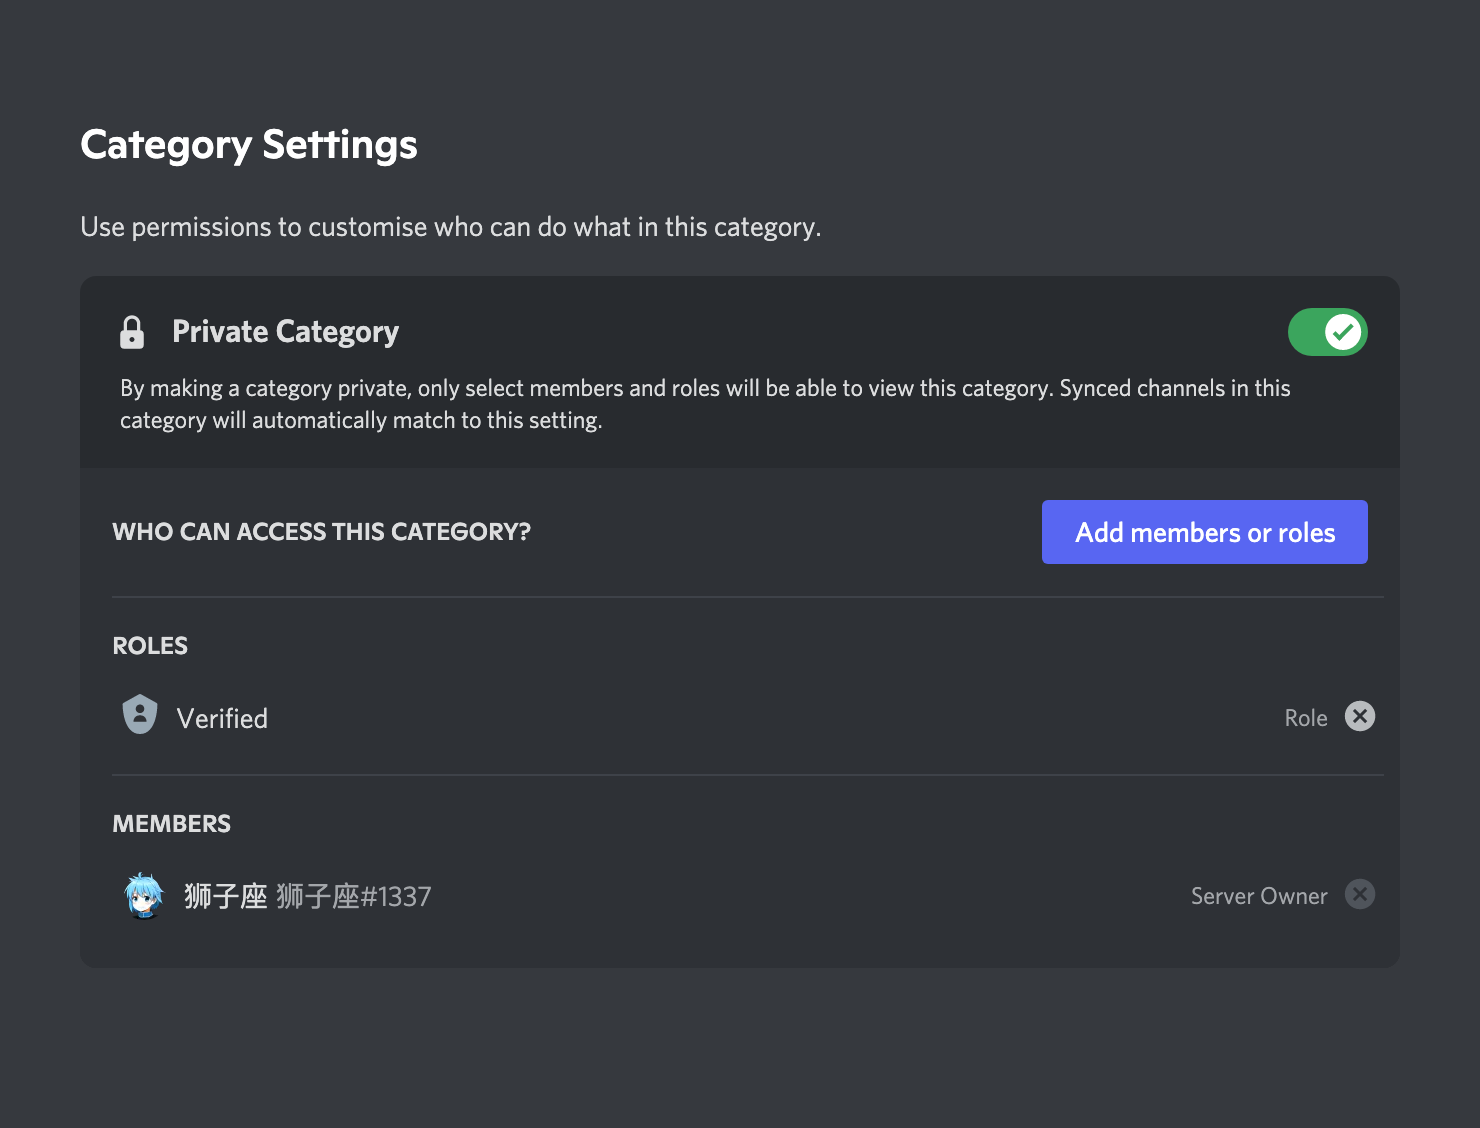 Category Settings
Use permissions to customise who can do what in this category.
Private Category
By making a category private, only select members and roles will be able to view this category. Synced channels in this
category will automatically match to this setting.
WHO CAN ACCESS THIS CATEGORY?
Add members or roles
ROLES
Verified
Role
MEMBERS
狮子座 狮子座#1337
Server Owner